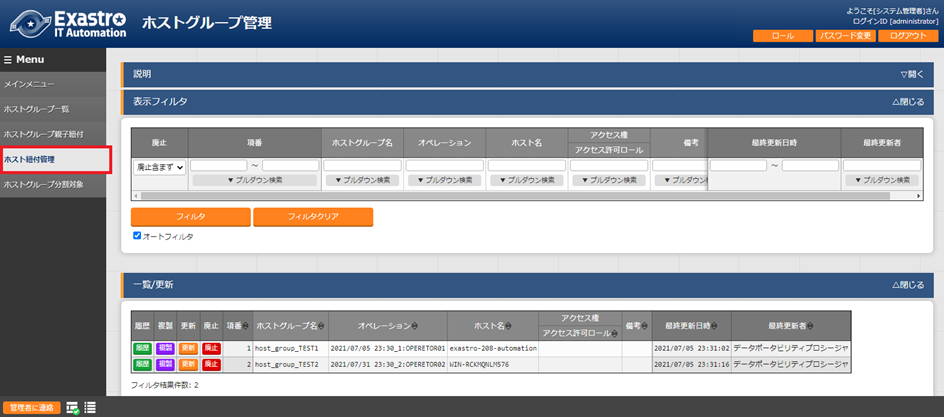 Exastro
IT Automation
ホストグループ管理
ようこそ[システム管理者]さん
ログインID [administrator]
ロール
パスワード変更
ログアウト
Menu
メインメニュー
ホストグループ一覧
ホストグループ親子紐付
ホスト紐付管理
ホストグループ分割対象
説明
▽開く
表示フィルタ
△閉じる
廃止 項番 ホストグループ名 オペレーション ホスト名 アクセス権 備考 最終更新日時 最終更新者
アクセス許可ロール
廃止含まず ～ ～
▼ プルダウン検索 ▼ プルダウン検索 ▼ プルダウン検索 ▼ プルダウン検索 ▼ プルダウン検索 ▼ プルダウ ▼ プルダウン検索
フィルタ
フィルタクリア
オートフィルタ
一覧/更新
△閉じる
履歴 複製 更新 廃止 項番 ホストグループ名 オペレーション ホスト名 アクセス権 備考 最終更新日時 最終更新者
アクセス許可ロール
履歴 複製 更新 廃止 1 host_group_TEST1 2021/07/05 23:30_1:OPERETOR01 exastro-208-automation 2021/07/05 23:31:02 データポータビリティプロシージャ
履歴 複製 更新 廃止 2 host_group_TEST2 2021/07/31 23:30_2:OPERETOR02 WIN-RCKMQNLM576 2021/07/05 23:31:16 データポータビリティプロシージャ
フィルタ結果件数: 2
管理者に連絡